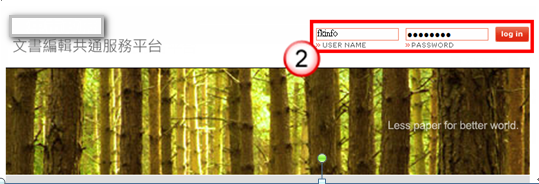 fkinfo ●●●●●●●● log in
» USER NAME » PASSWORD
文書編輯共通服務平台
2
Less paper for better world.